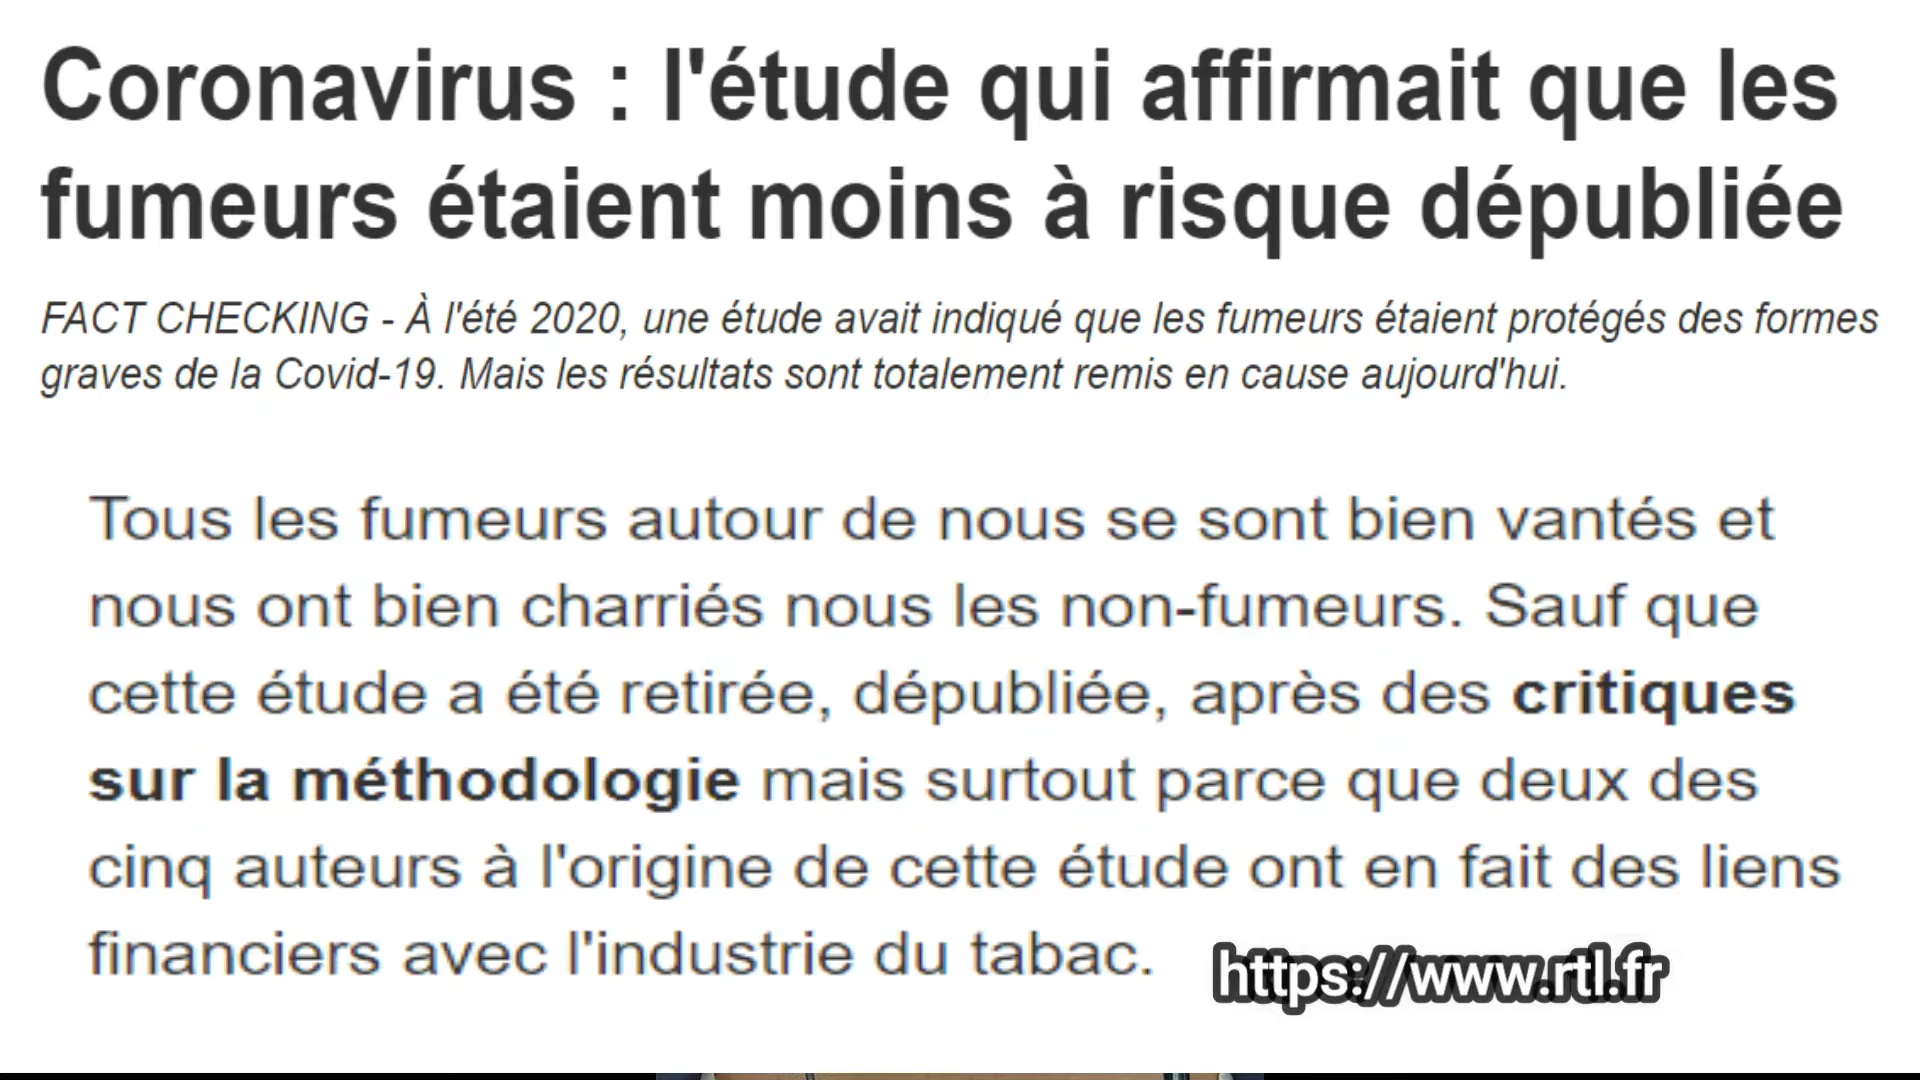 Coronavirus : l'étude qui affirmait que les
fumeurs étaient moins à risque dépubliée
FACT CHECKING - À l'été 2020, une étude avait indiqué que les fumeurs étaient protégés des formes
graves de la Covid-19. Mais les résultats sont totalement remis en cause aujourd'hui.
Tous les fumeurs autour de nous se sont bien vantés et
nous ont bien charriés nous les non-fumeurs. Sauf que
cette étude a été retirée, dépubliée, après des critiques
sur la méthodologie mais surtout parce que deux des
cinq auteurs à l'origine de cette étude ont en fait des liens
financiers avec l'industrie du tabac.
https://www.rtl.fr